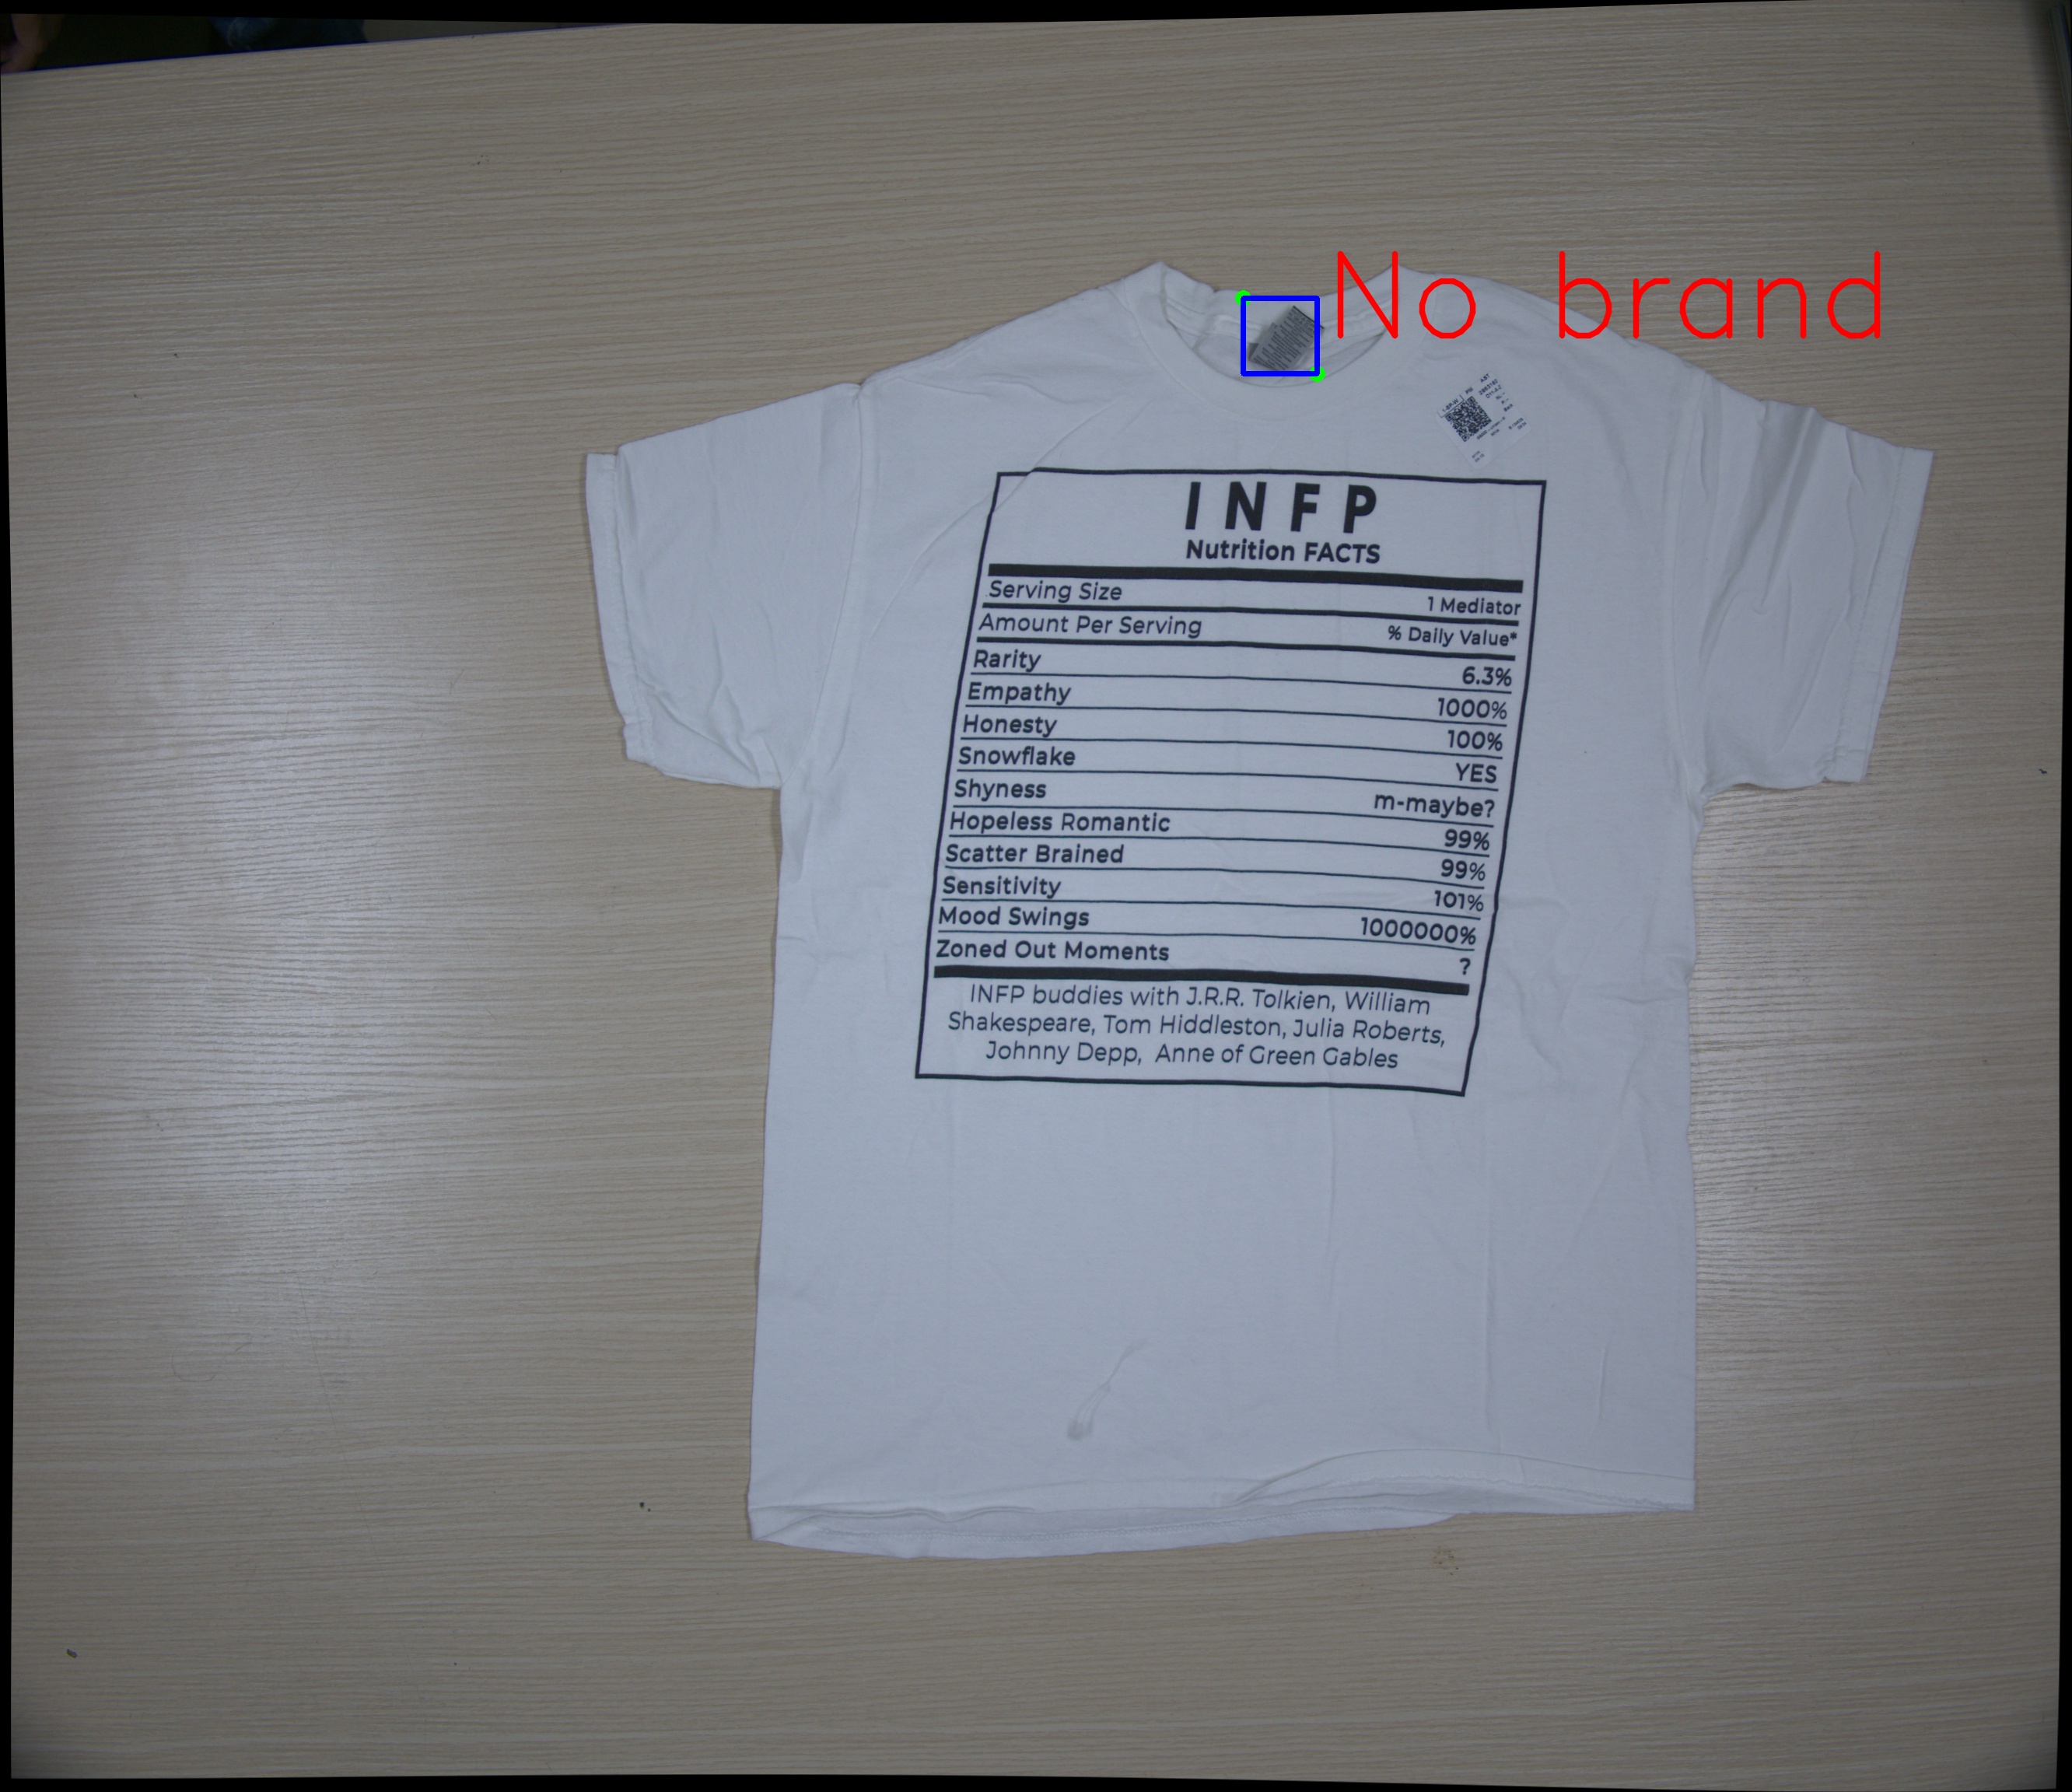 No brand
INFP
Nutrition FACTS
Serving Size 1 Mediator
Amount Per Serving % Daily Value*
Rarity 6.3%
Empathy 1000%
Honesty 100%
Snowflake YES
Shyness m-maybe?
Hopeless Romantic 99%
Scatter Brained 99%
Sensitivity 101%
Mood Swings 1000000%
Zoned Out Moments ?
INFP buddies with J.R.R. Tolkien, William
Shakespeare, Tom Hiddleston, Julia Roberts,
Johnny Depp, Anne of Green Gables